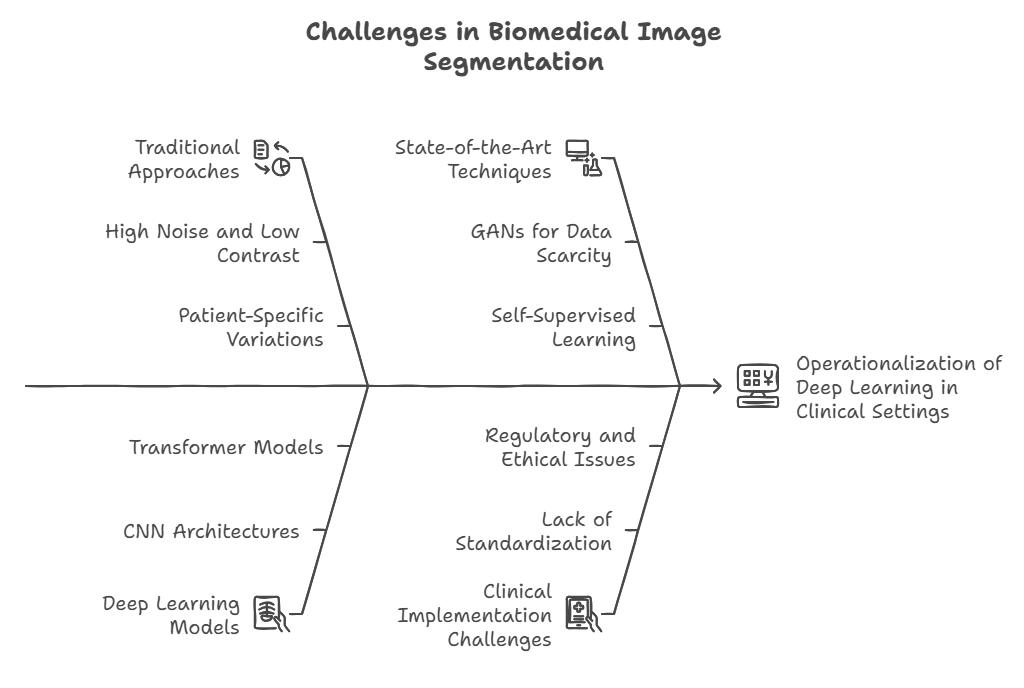 Challenges in Biomedical Image
Segmentation
Traditional
Approaches
High Noise and Low
Contrast
Patient-Specific
Variations
State-of-the-Art
Techniques
GANs for Data
Scarcity
Self-Supervised
Learning
Operationalization of
Deep Learning in
Clinical Settings
Transformer Models
CNN Architectures
Deep Learning
Models
Regulatory and
Ethical Issues
Lack of
Standardization
Clinical
Implementation
Challenges